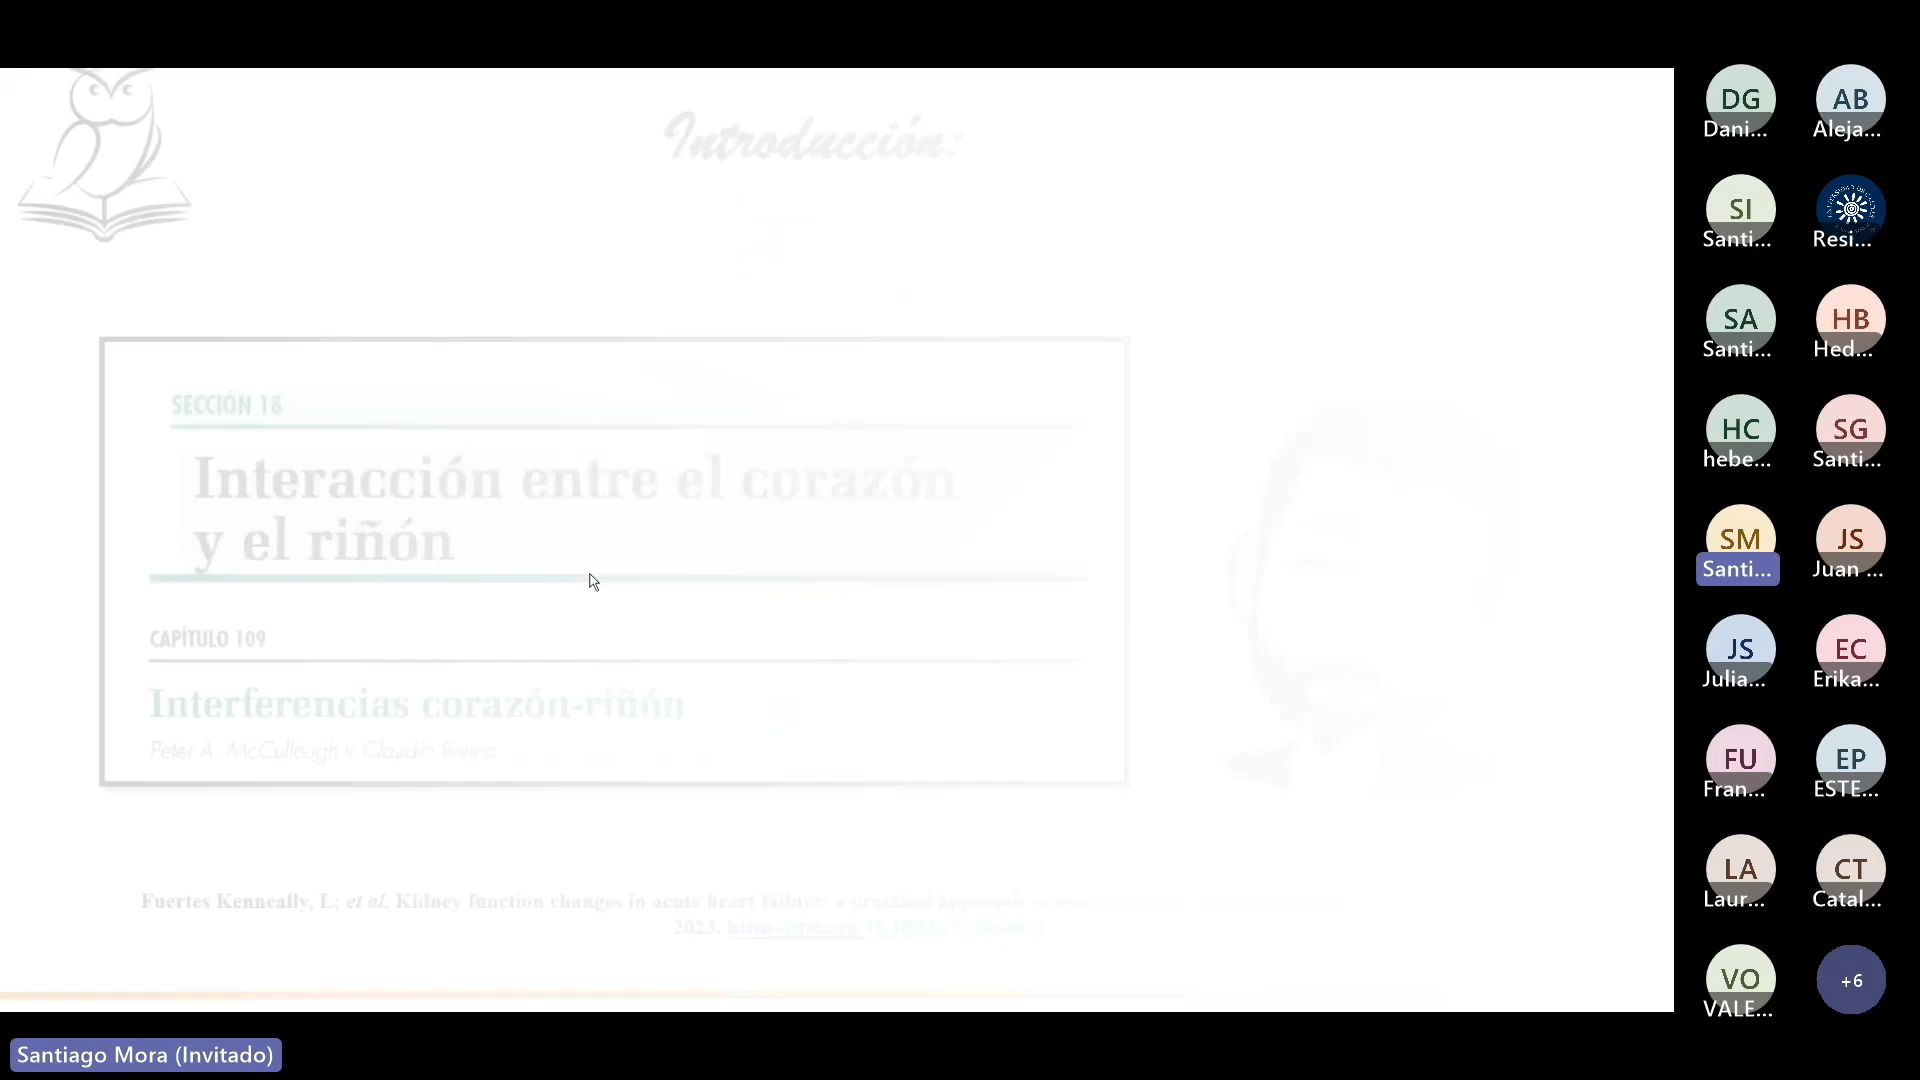 Introducción:
SECCIÓN 18
Interacción entre el corazón
y el riñón
CAPÍTULO 109
Interferencias corazón-riñón
Peter A. McCullough y Claudio Ronco
Fuertes Kenneally, L; et al, Kidney function changes in acute heart failure: a practical approach
2023.
DG
Dani...
AB
Aleja...
SI
Santi...
Resi...
SA
Santi...
HB
Hed...
HC
hebe...
SG
Santi...
SM
Santi...
JS
Juan ...
JS
Julia...
EC
Erika...
FU
Fran...
EP
ESTE...
LA
Laur...
CT
Catal...
VO
VALE...
+6
Santiago Mora (Invitado)